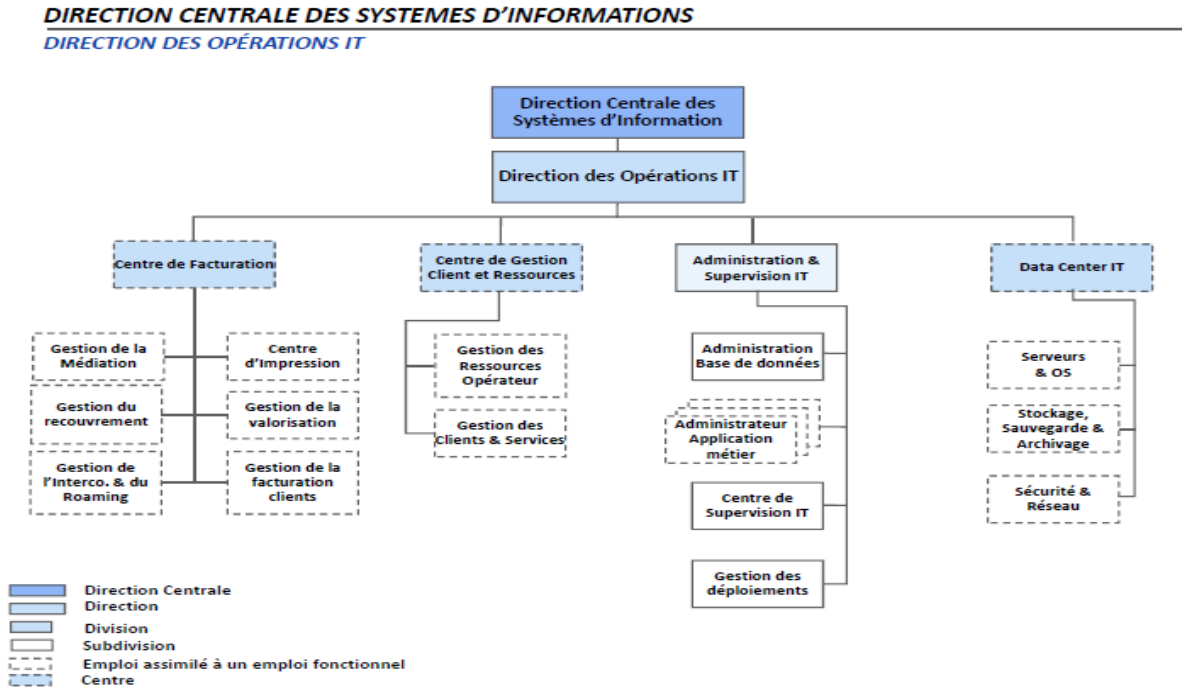 DIRECTION CENTRALE DES SYSTEMES D'INFORMATIONS
DIRECTION DES OPÉRATIONS IT
Direction Centrale des
Systèmes d'Information
Direction des Opérations IT
Centre de Facturation
Centre de Gestion
Client et Ressources
Administration &
Supervision IT
Data Center IT
Gestion de la
Médiation
Centre
d'Impression
Gestion du
recouvrement
Gestion de la
valorisation
Gestion de
l'Interco. & du
Roaming
Gestion de la
facturation
clients
Gestion des
Ressources
Opérateur
Gestion des
Clients & Services
Administration
Base de données
Administrateur
Application
métier
Centre de
Supervision IT
Gestion des
déploiements
Serveurs
& OS
Stockage,
Sauvegarde &
Archivage
Sécurité &
Réseau
Direction Centrale
Direction
Division
Subdivision
Emploi assimilé à un emploi fonctionnel
Centre